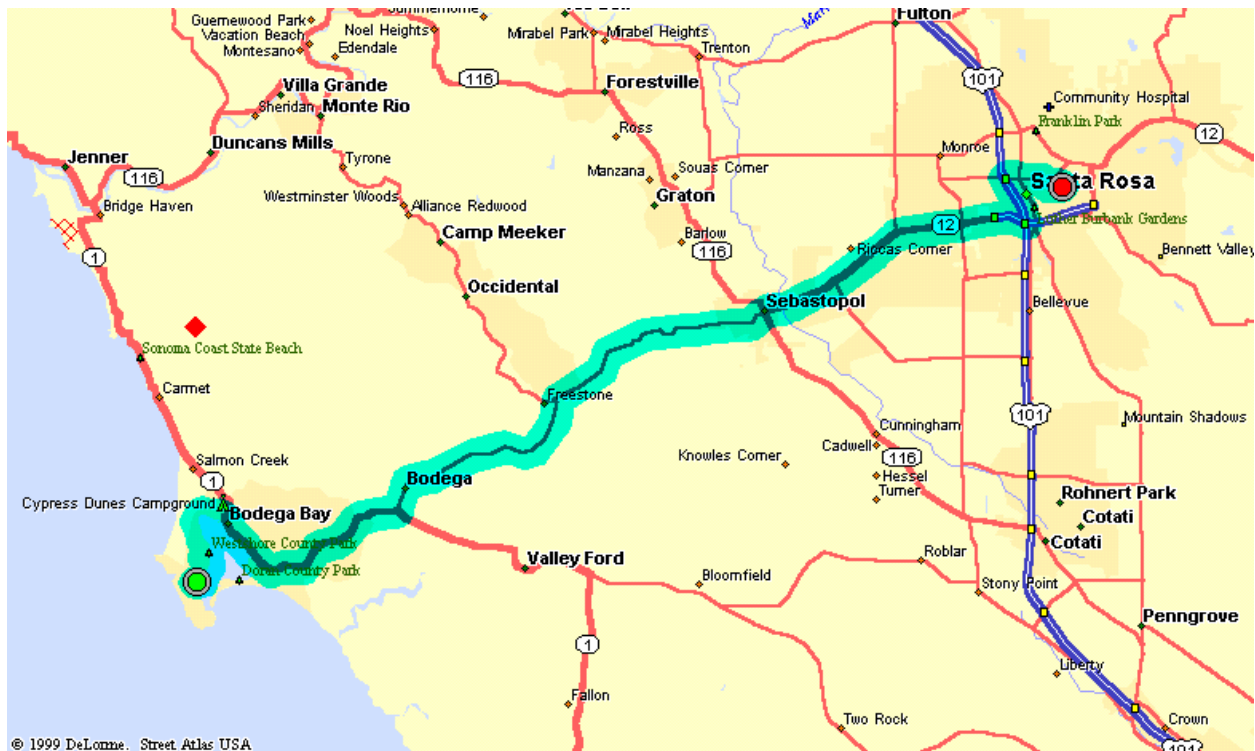 Guernewood Park
Vacation Beach
Montesano
Noel Heights
Edendale
Mirabel Park
Mirabel Heights
Trenton
Fulton
116
Forestville
101
Community Hospital
Franklin Park
12
Villa Grande
Sheridan
Monte Rio
Duncans Mills
Ross
Monroe
Jenner
116
Tyrone
Manzana
Souas Corner
Santa Rosa
Westminster Woods
Alliance Redwood
Graton
Bridge Haven
Luther Burbank Gardens
Camp Meeker
Barlow
12
Riccas Corner
Bennett Valley
1
116
Occidental
Sebastopol
Bellevue
Sonoma Coast State Beach
Carmet
Freestone
101
Mountain Shadows
Cunningham
Cadwell
116
Knowles Corner
Salmon Creek
Hessel
Turner
1
Bodega
Rohnert Park
Cypress Dunes Campground
Bodega Bay
Cotati
Cotati
Westshore County Park
Valley Ford
Roblar
Doran County Park
Bloomfield
Stony Point
Penngrove
1
Liberty
Fallon
Two Rock
Crown
101
© 1999 DeLorme. Street Atlas USA